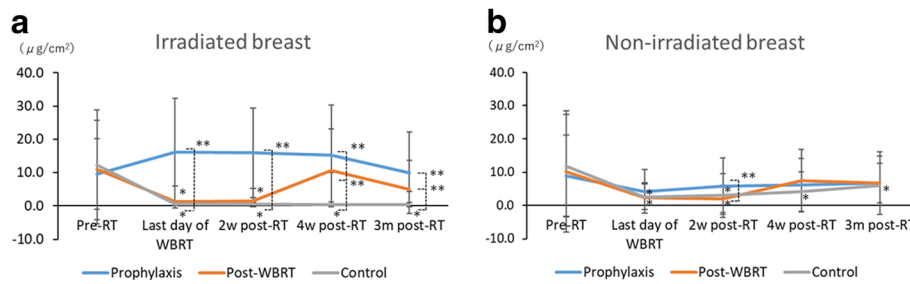 a
(μg/cm²)
Irradiated breast
40.0
30.0
20.0
10.0
0.0
-10.0
**
**
**
**
**
**
*
*
*
*
*
*
Pre-RT
Last day of
WBRT
2w post-RT
4w post-RT
3m post-RT
Prophylaxis
Post-WBRT
Control
b
(μg/cm²)
Non-irradiated breast
40.0
30.0
20.0
10.0
0.0
-10.0
**
*
*
*
*
*
*
Pre-RT
Last day of
WBRT
2w post-RT
4w post-RT
3m post-RT
Prophylaxis
Post-WBRT
Control